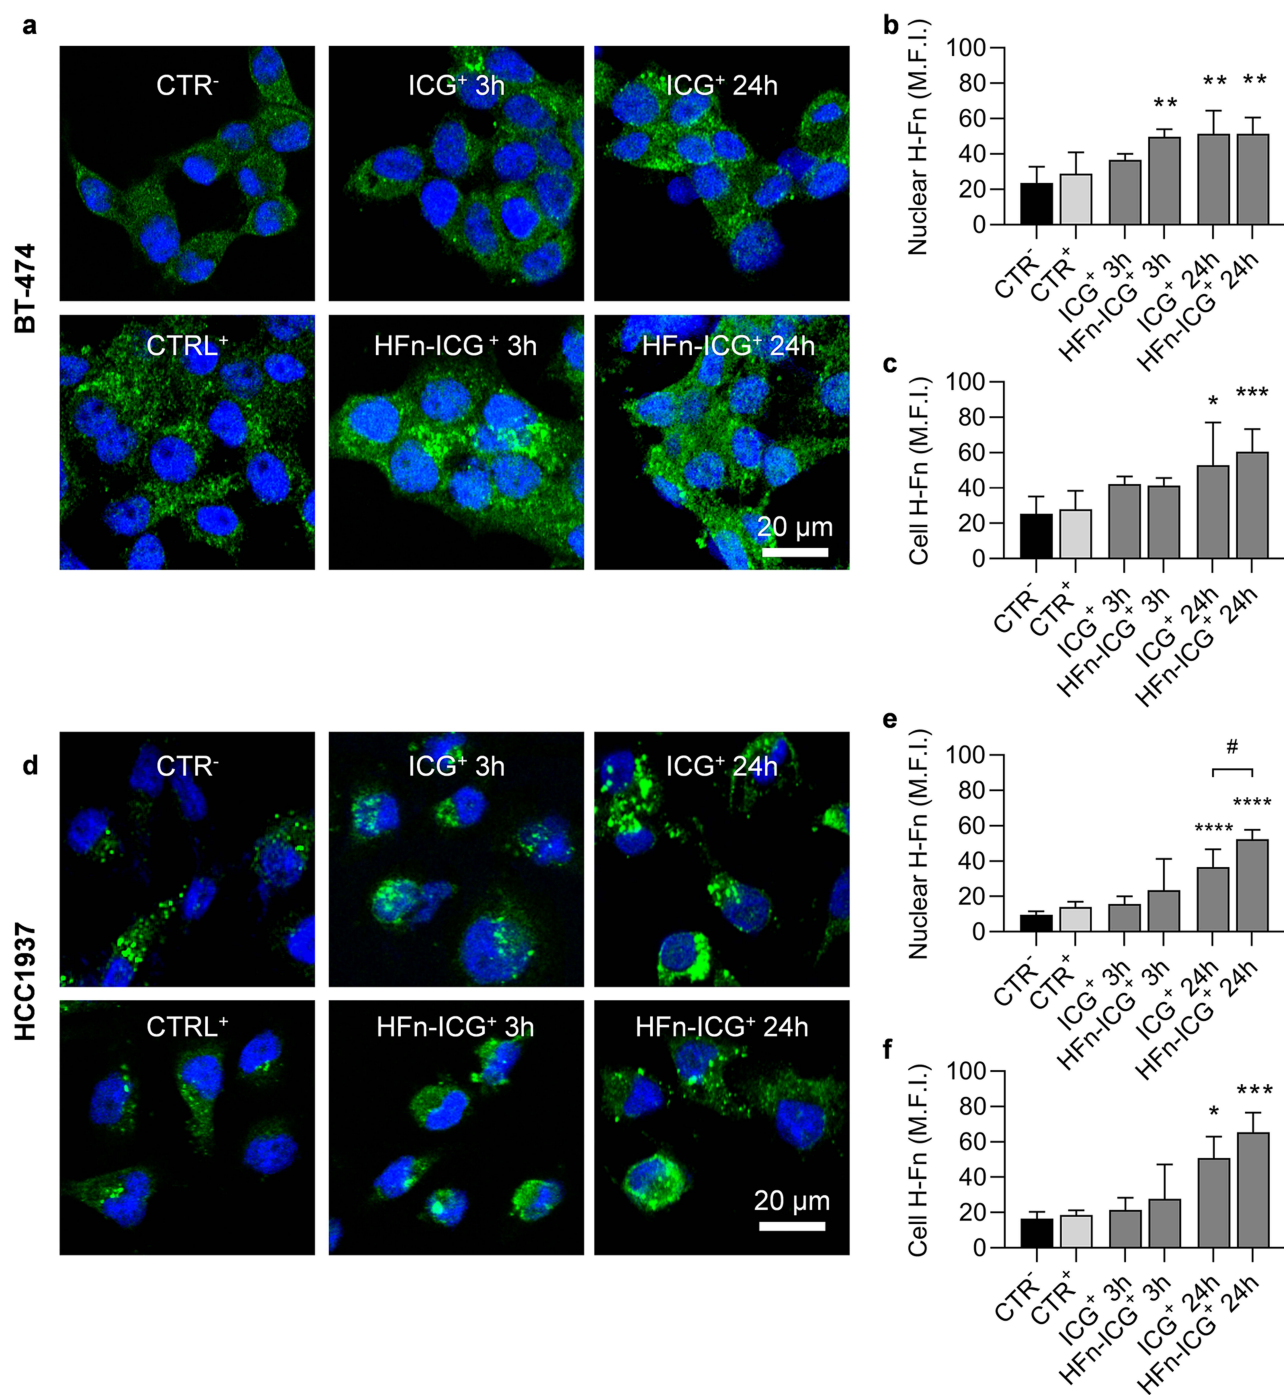 a
BT-474
CTR⁻
ICG⁺ 3h
ICG⁺ 24h
CTRL⁺
HFn-ICG⁺ 3h
HFn-ICG⁺ 24h
20 µm
b
Nuclear H-Fn (M.F.I.)
100
80
60
40
20
0
** ** **
CTR⁻
CTR⁺
ICG⁺ 3h
HFn-ICG⁺ 3h
ICG⁺ 24h
HFn-ICG⁺ 24h
c
Cell H-Fn (M.F.I.)
100
80
60
40
20
0
* ***
CTR⁻
CTR⁺
ICG⁺ 3h
HFn-ICG⁺ 3h
ICG⁺ 24h
HFn-ICG⁺ 24h
d
HCC1937
CTR⁻
ICG⁺ 3h
ICG⁺ 24h
CTRL⁺
HFn-ICG⁺ 3h
HFn-ICG⁺ 24h
20 µm
e
Nuclear H-Fn (M.F.I.)
100
80
60
40
20
0
#
**** ****
CTR⁻
CTR⁺
ICG⁺ 3h
HFn-ICG⁺ 3h
ICG⁺ 24h
HFn-ICG⁺ 24h
f
Cell H-Fn (M.F.I.)
100
80
60
40
20
0
* ***
CTR⁻
CTR⁺
ICG⁺ 3h
HFn-ICG⁺ 3h
ICG⁺ 24h
HFn-ICG⁺ 24h